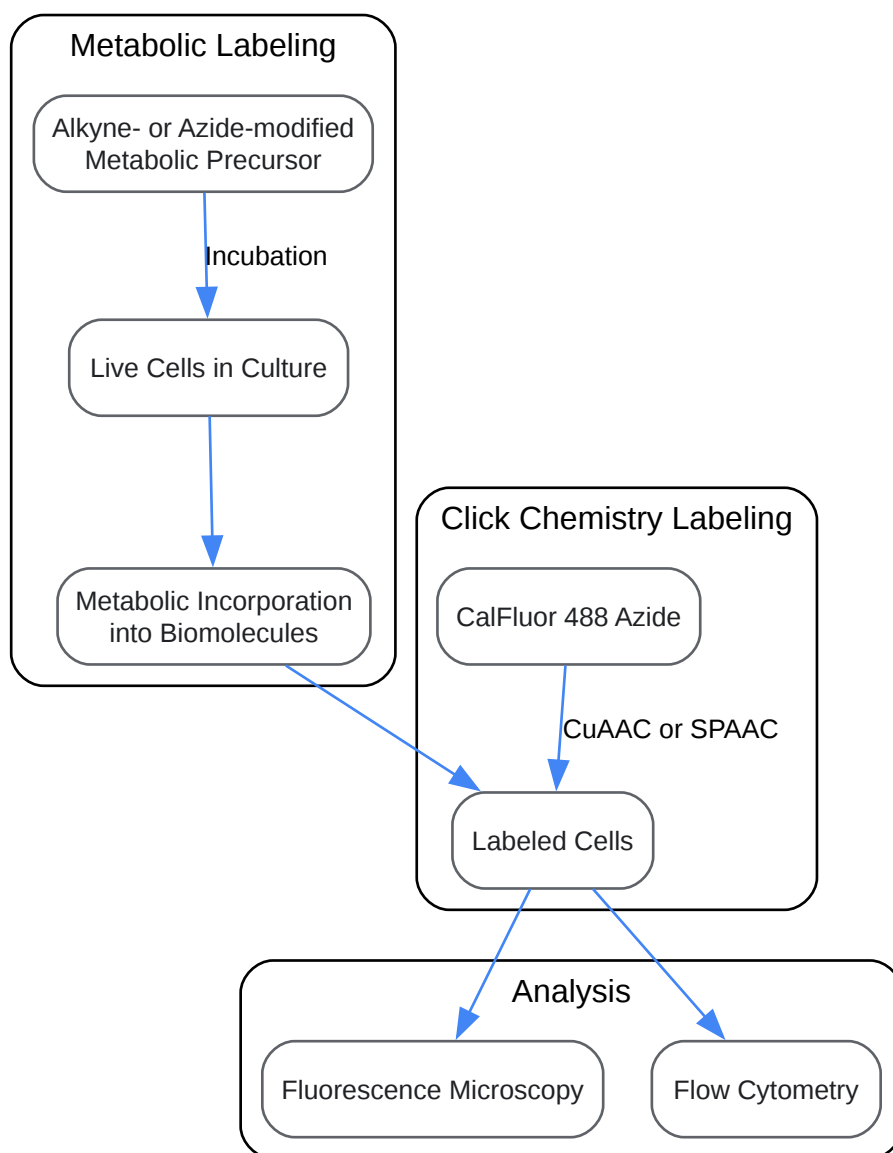 Metabolic Labeling
Alkyne- or Azide-modified
Metabolic Precursor
Incubation
Live Cells in Culture
Metabolic Incorporation
into Biomolecules
Click Chemistry Labeling
CalFluor 488 Azide
CuAAC or SPAAC
Labeled Cells
Analysis
Fluorescence Microscopy
Flow Cytometry